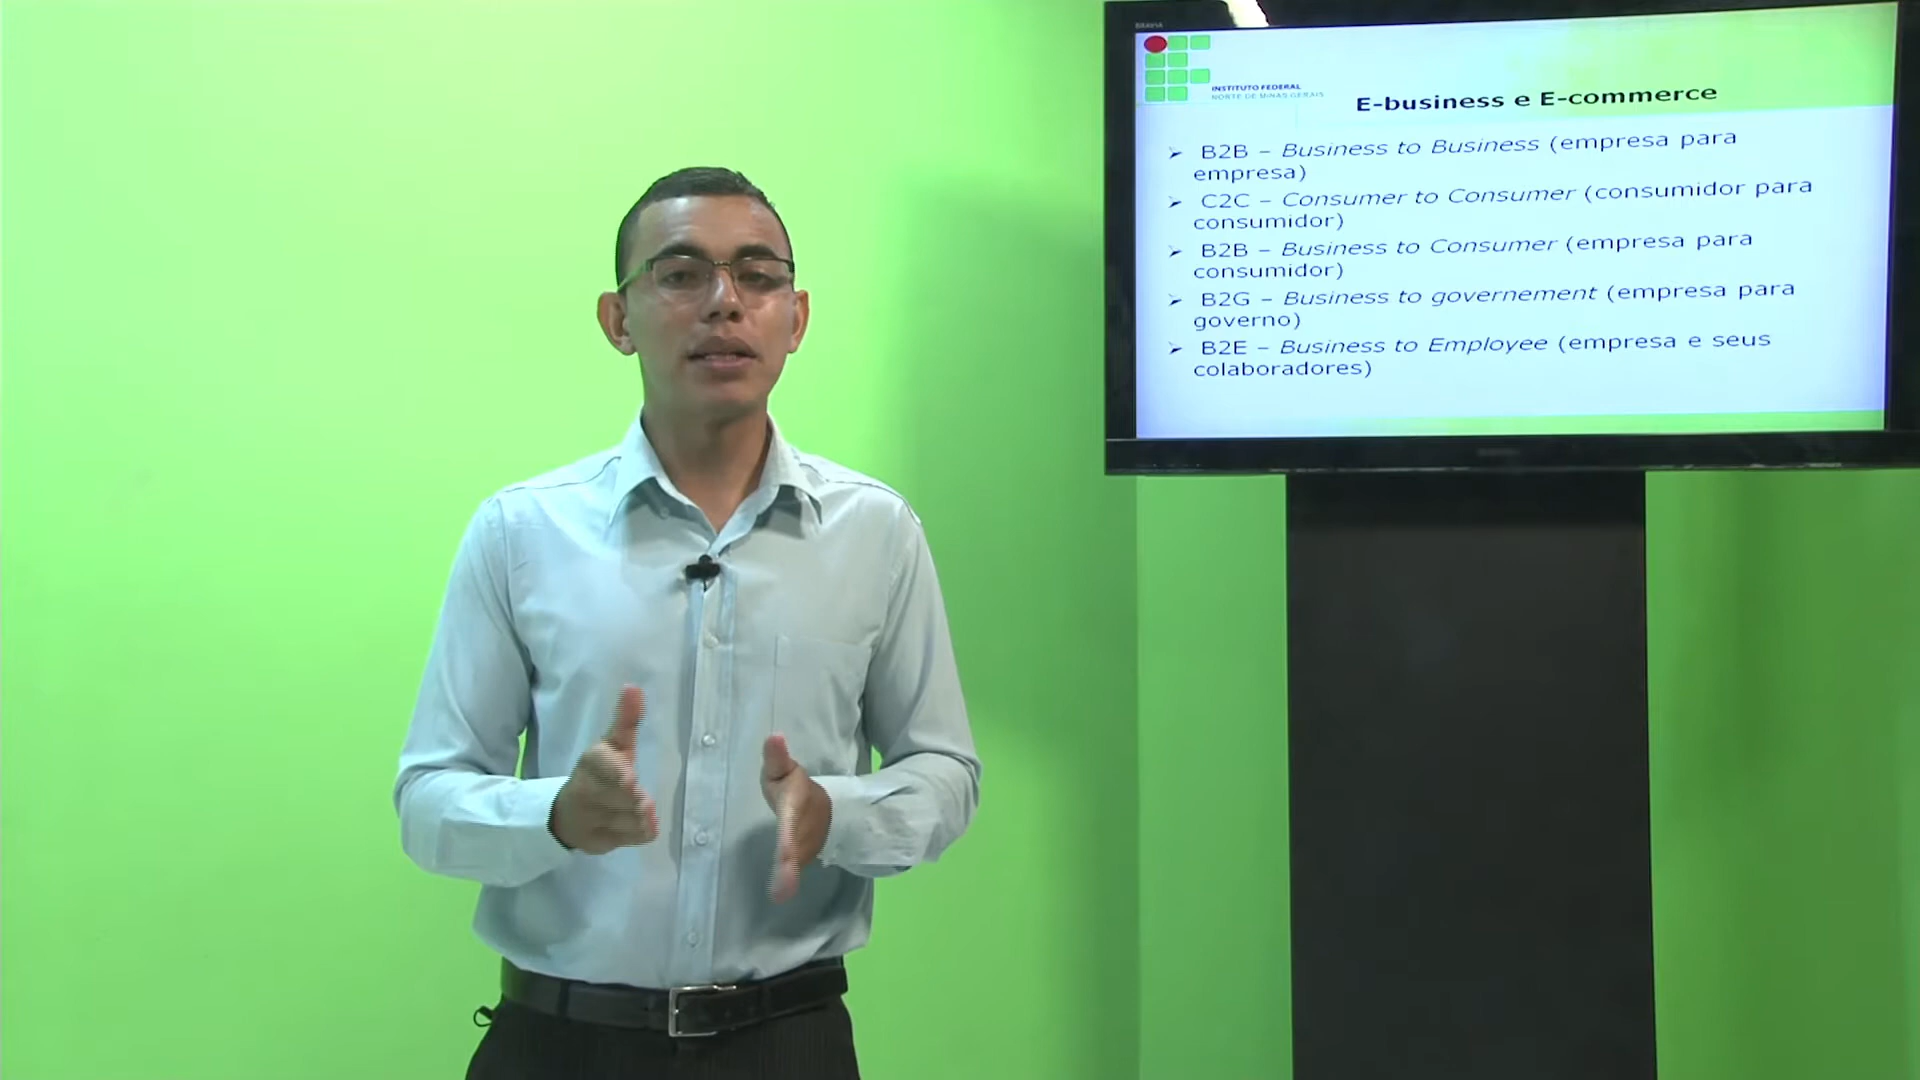 BRAVIA
INSTITUTO FEDERAL
NORTE DE MINAS GERAIS
E-business e E-commerce
➢ B2B – Business to Business (empresa para
empresa)
➢ C2C – Consumer to Consumer (consumidor para
consumidor)
➢ B2B – Business to Consumer (empresa para
consumidor)
➢ B2G – Business to governement (empresa para
governo)
➢ B2E – Business to Employee (empresa e seus
colaboradores)